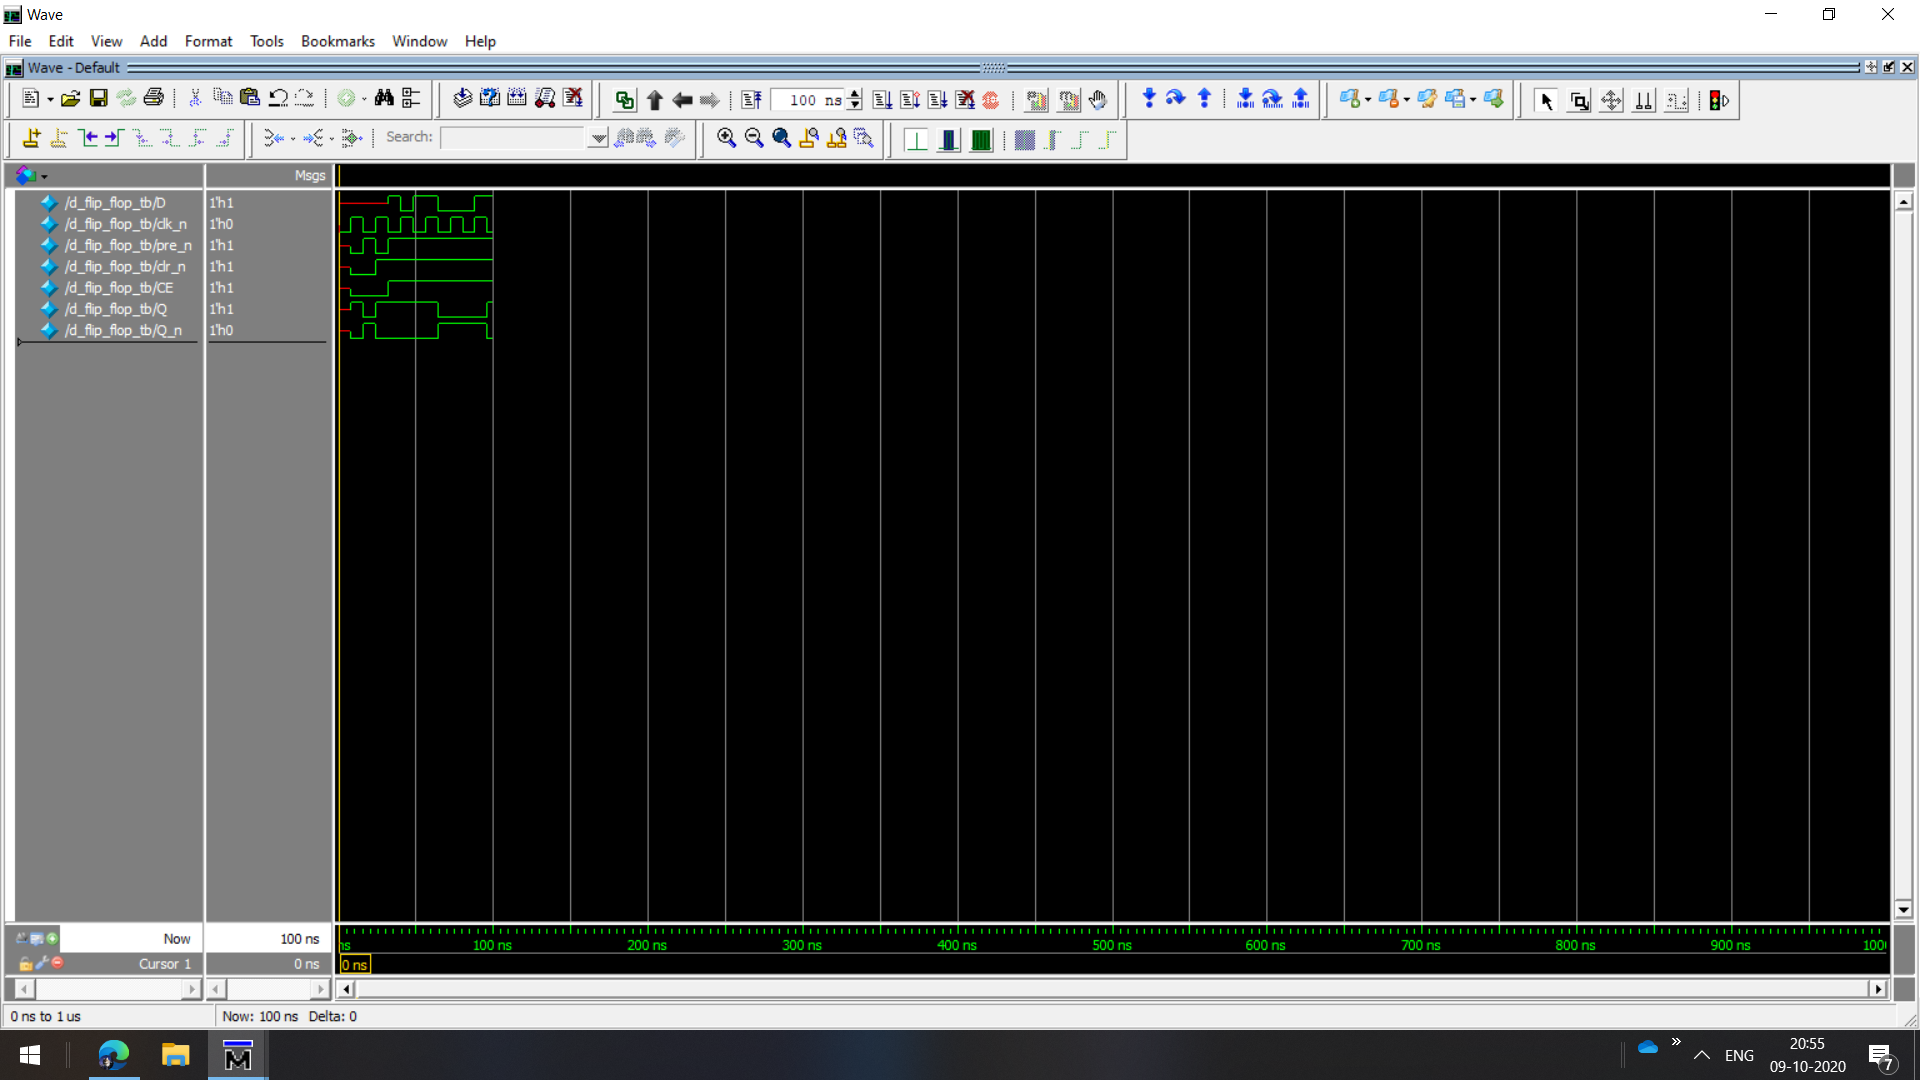 Wave
File Edit View Add Format Tools Bookmarks Window Help
Wave - Default
100 ns
Search:
Msgs
/d_flip_flop_tb/D 1'h1
/d_flip_flop_tb/clk_n 1'h0
/d_flip_flop_tb/pre_n 1'h1
/d_flip_flop_tb/clr_n 1'h1
/d_flip_flop_tb/CE 1'h1
/d_flip_flop_tb/Q 1'h1
/d_flip_flop_tb/Q_n 1'h0
Now 100 ns ns 100 ns 200 ns 300 ns 400 ns 500 ns 600 ns 700 ns 800 ns 900 ns 1000
Cursor 1 0 ns 0 ns
0 ns to 1 us Now: 100 ns Delta: 0
M ENG 20:55
09-10-2020 7